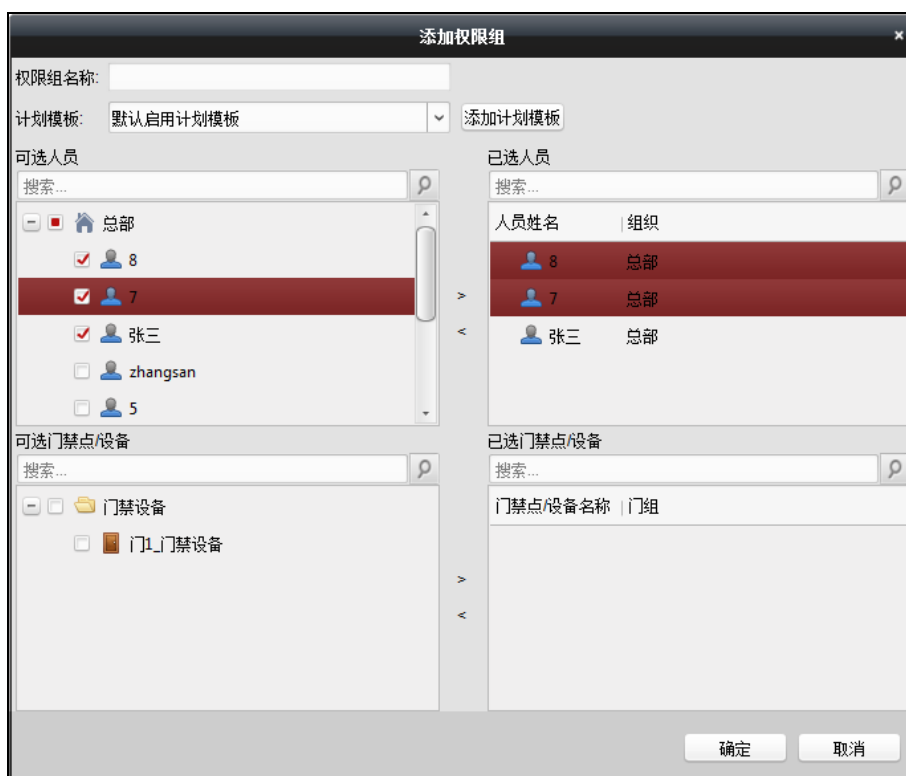 添加权限组
权限组名称:
计划模板: 默认启用计划模板 添加计划模板
可选人员 已选人员
搜索... 搜索...
总部 人员姓名 组织
8 8 总部
7 7 总部
> 
张三 张三 总部
<
zhangsan
5
可选门禁点/设备 已选门禁点/设备
搜索... 搜索...
门禁设备 门禁点/设备名称 门组
门1_门禁设备
>
<
确定 取消